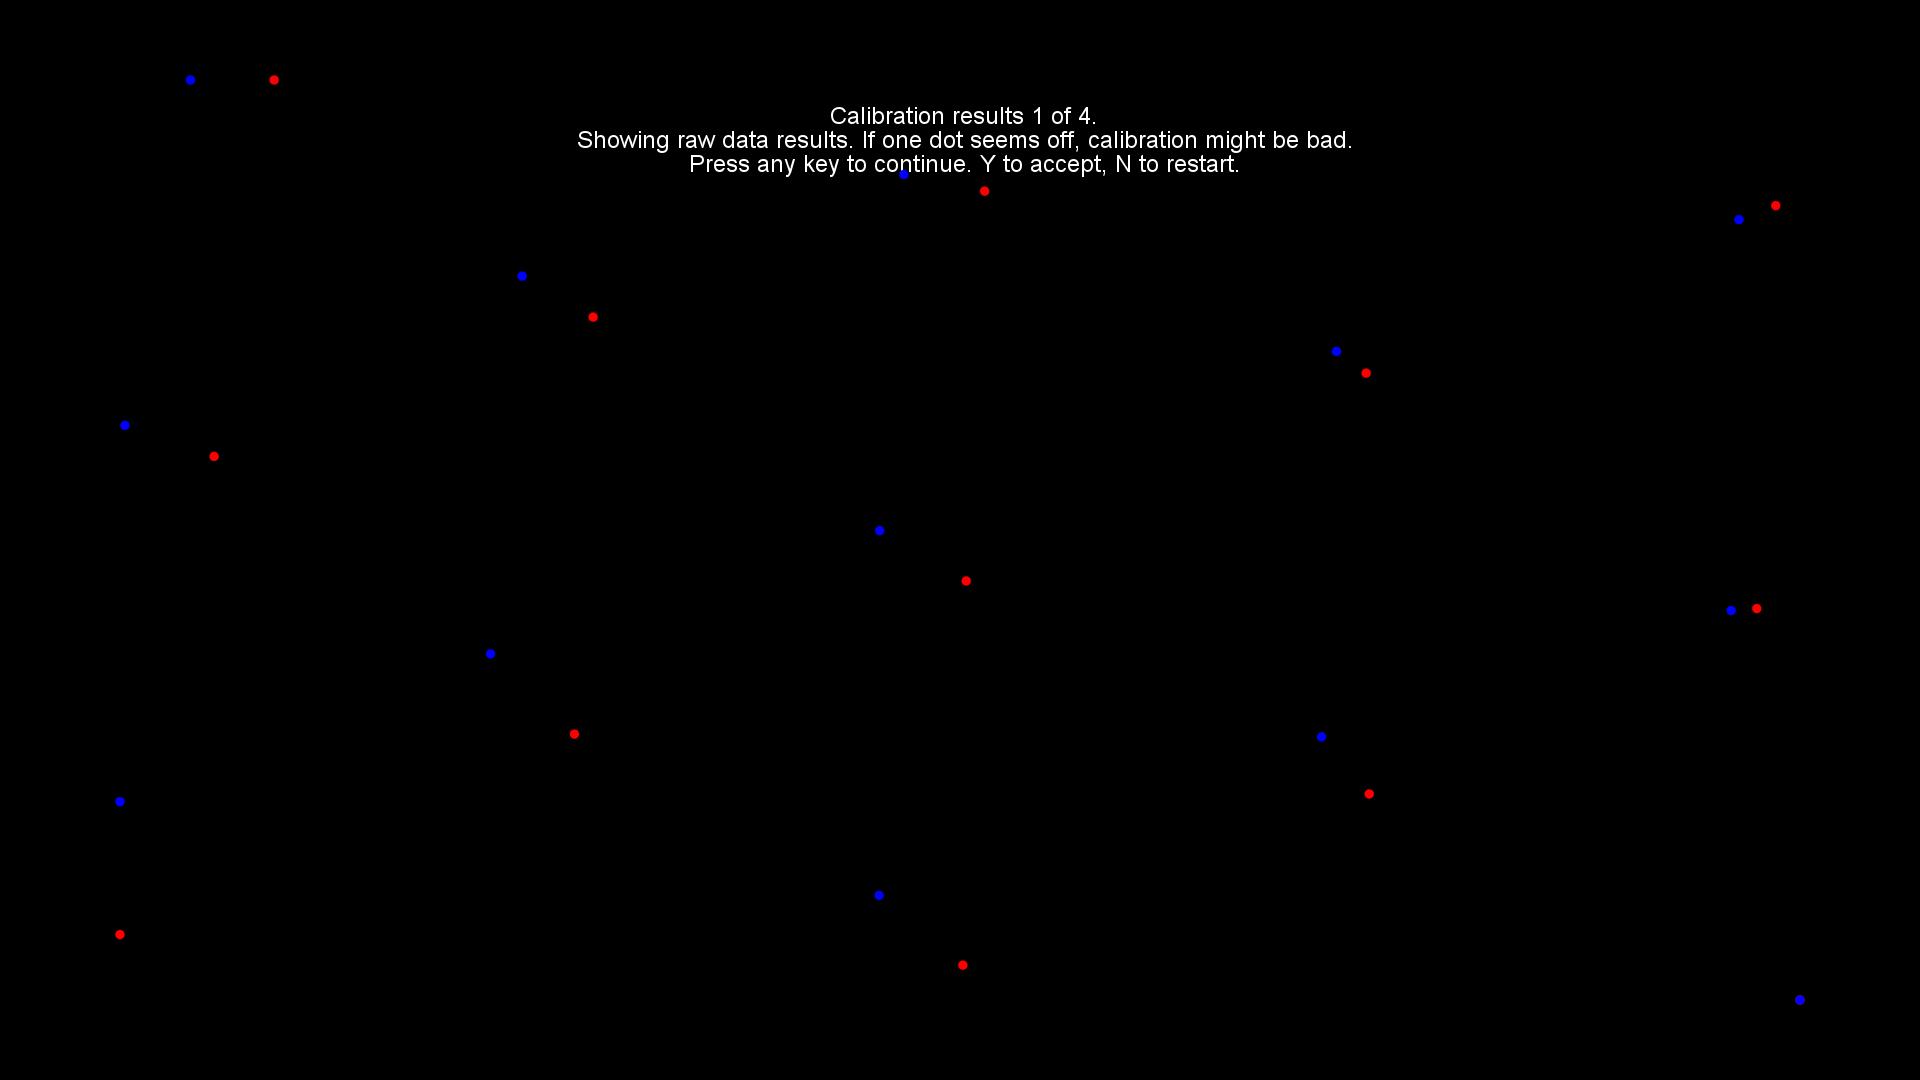 Calibration results 1 of 4.
Showing raw data results. If one dot seems off, calibration might be bad.
Press any key to continue. Y to accept, N to restart.